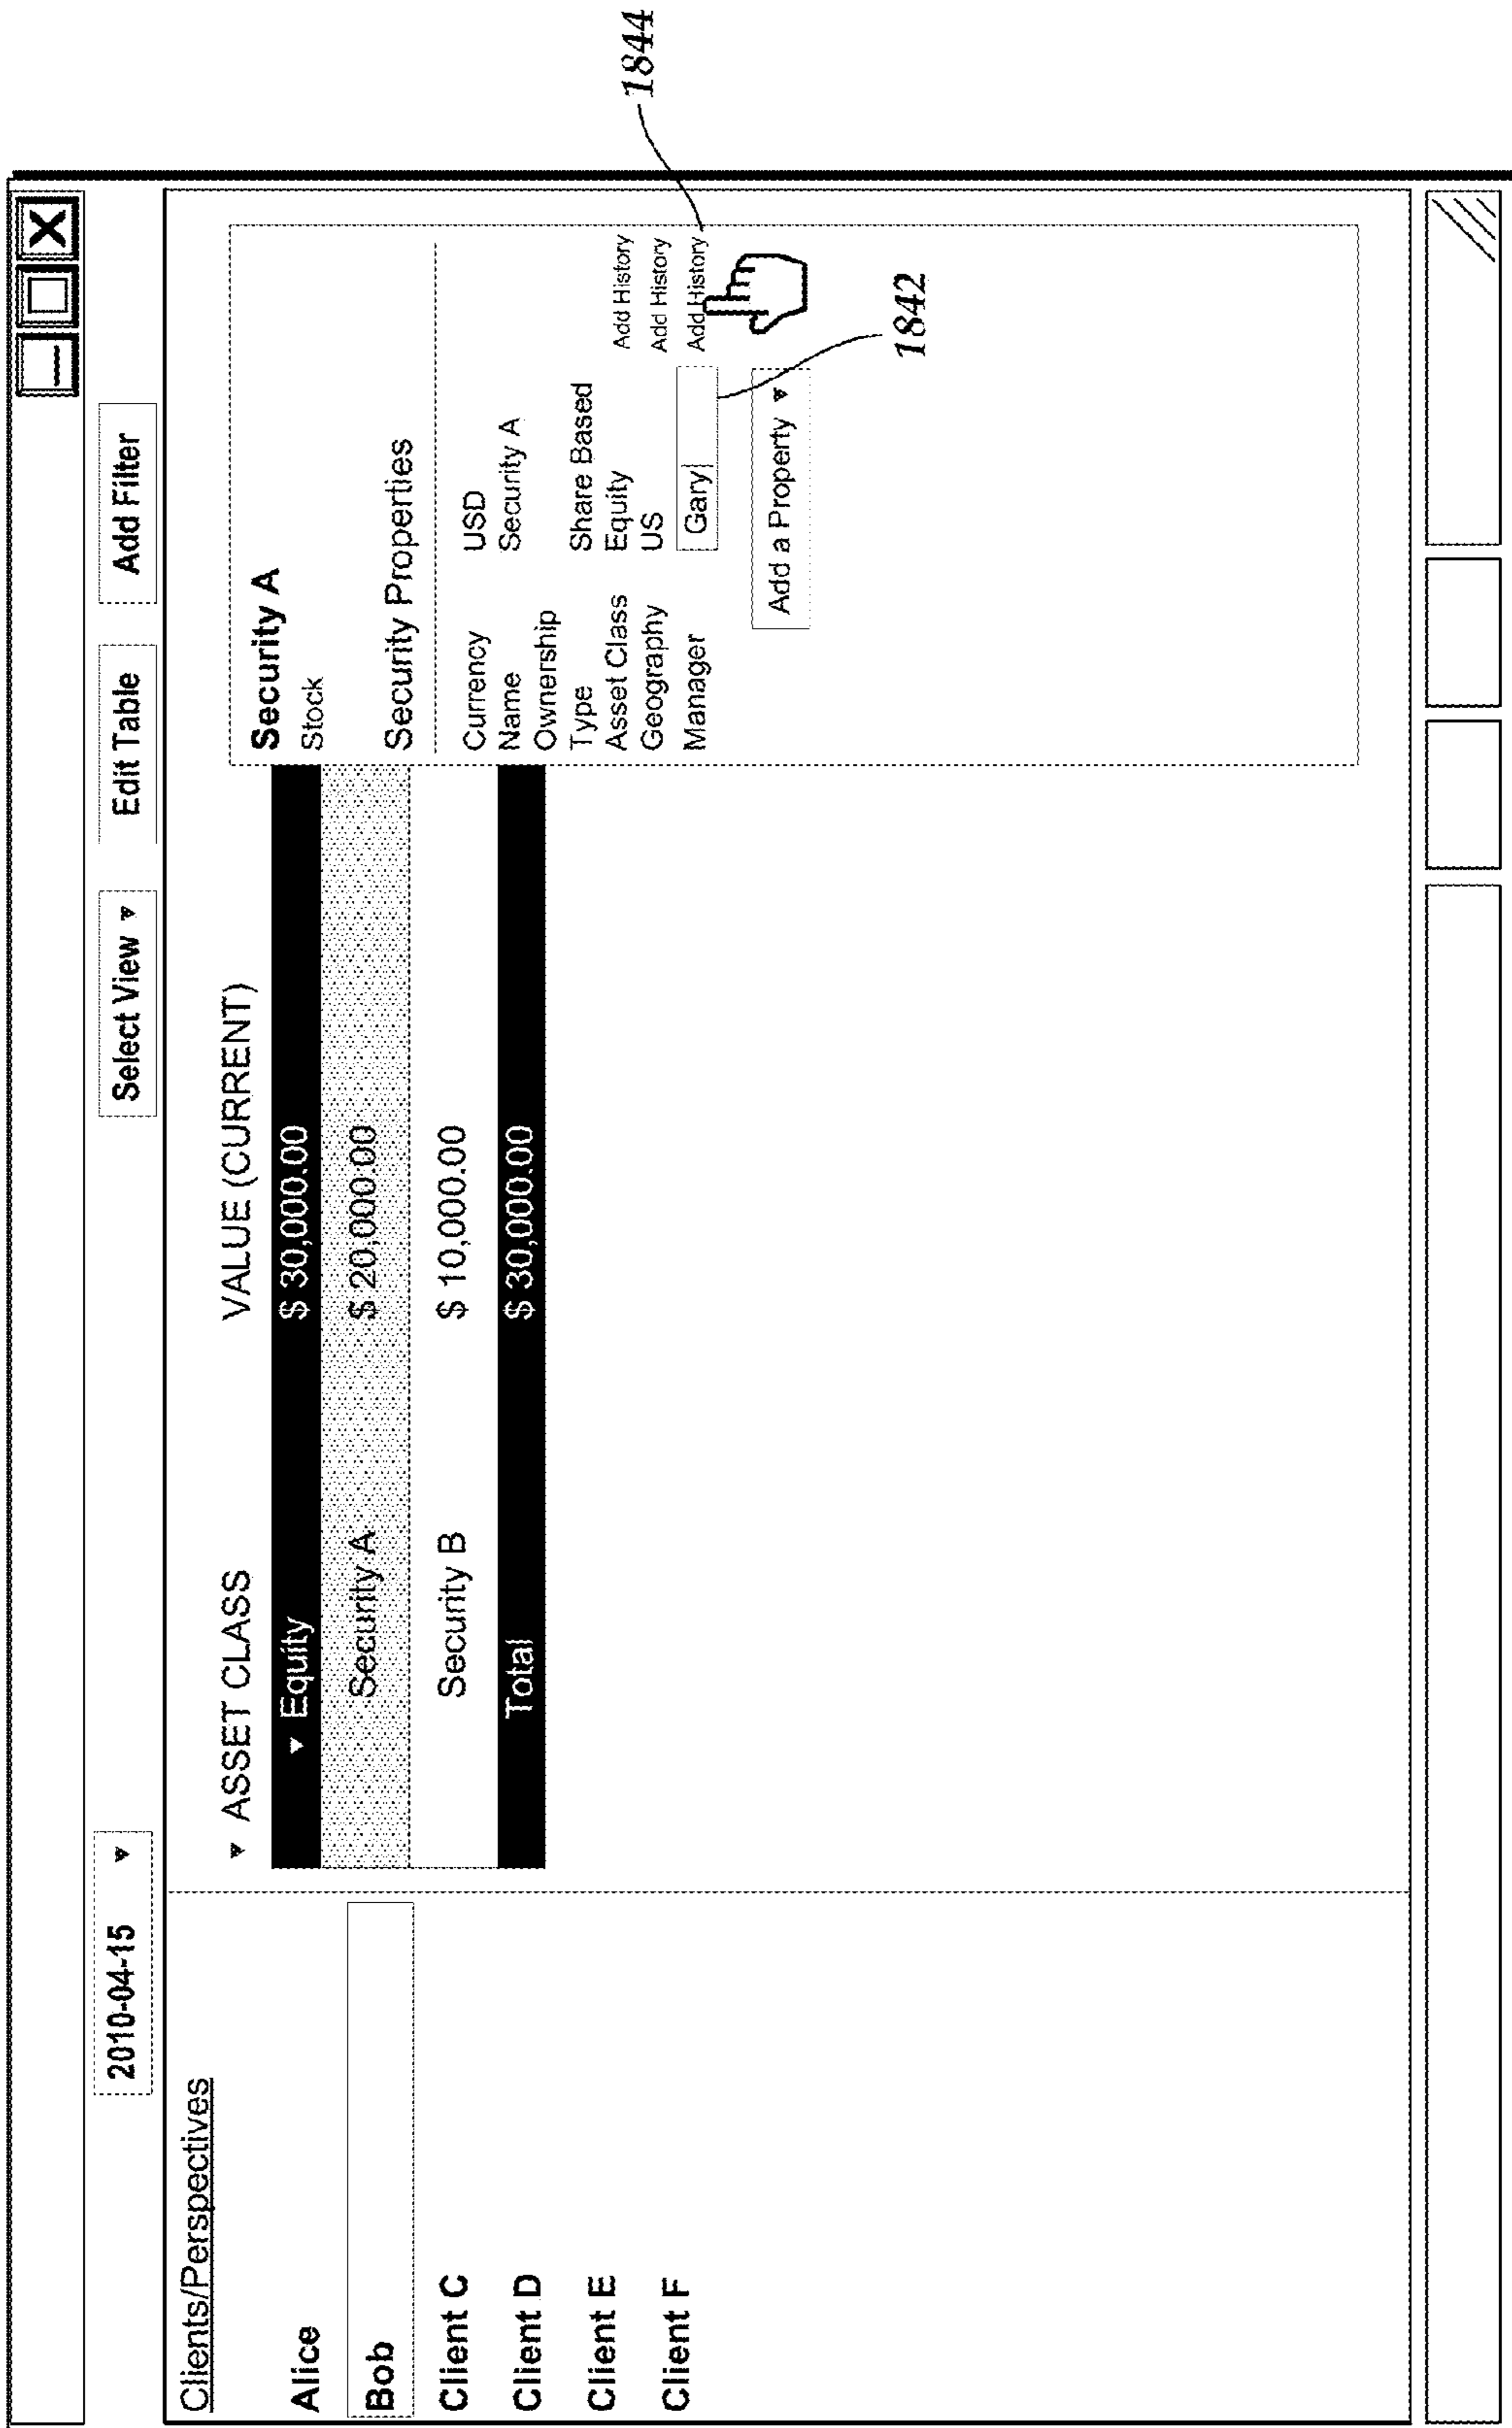 2010-04-15 ▾ Select View ▾ Edit Table Add Filter
Clients/Perspectives
Alice
Bob
Client C
Client D
Client E
Client F
▾ ASSET CLASS VALUE (CURRENT)
▾ Equity $ 30,000.00
Security A $ 20,000.00
Security B $ 10,000.00
Total $ 30,000.00
Security A
Stock
Security Properties
Currency USD
Name Security A
Ownership
Type Share Based
Asset Class Equity Add History
Geography US Add History
Manager Gary Add History
Add a Property ▾
1844
1842